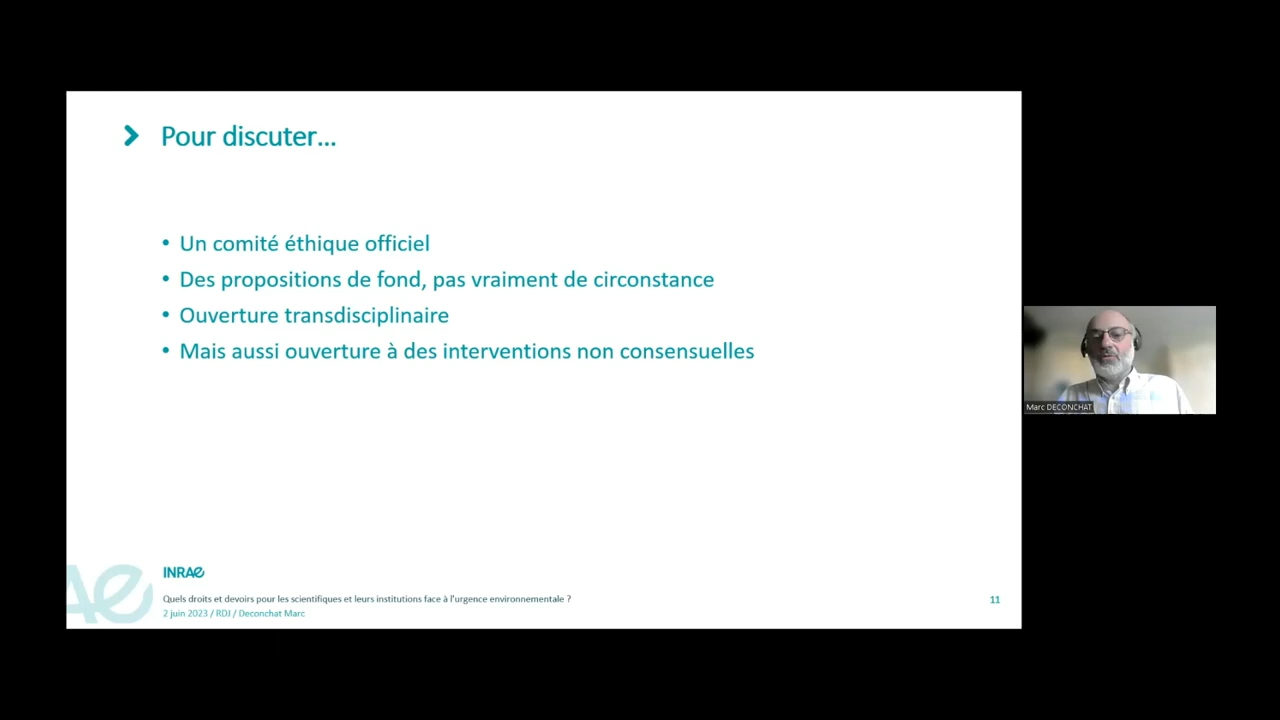 Pour discuter...
• Un comité éthique officiel
• Des propositions de fond, pas vraiment de circonstance
• Ouverture transdisciplinaire
• Mais aussi ouverture à des interventions non consensuelles
Marc DECONCHAT
INRAE
Quels droits et devoirs pour les scientifiques et leurs institutions face à l'urgence environnementale ?
2 juin 2023 / RDJ / Deconchat Marc
11